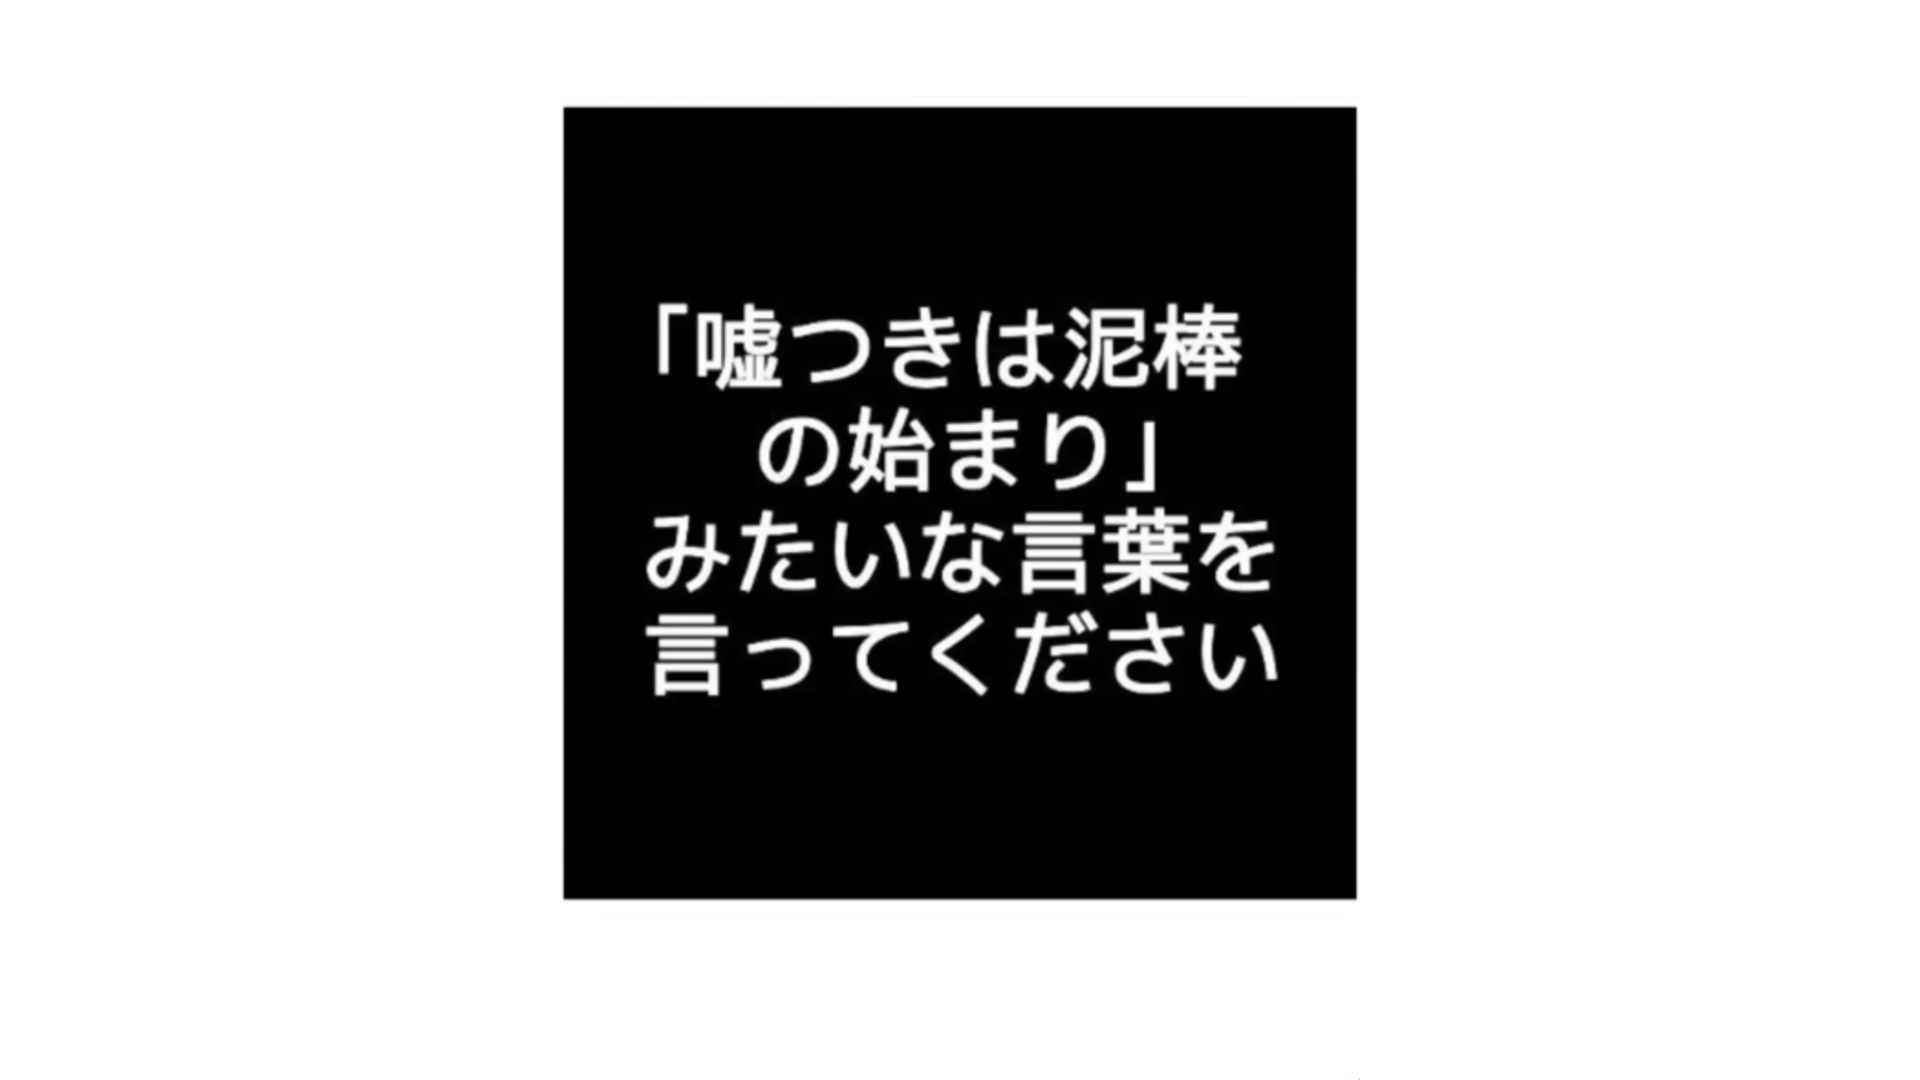 「嘘つきは泥棒
の始まり」
みたいな言葉を
言ってください